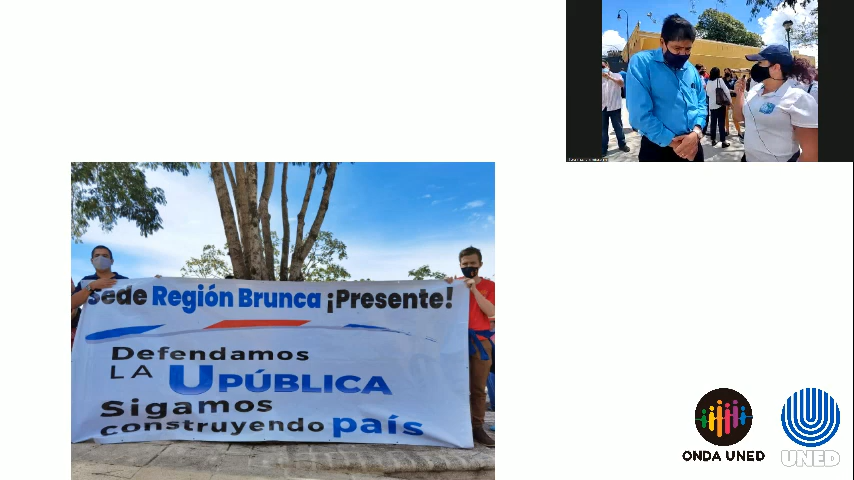 Sede Región Brunca ¡Presente!
Defendamos
LA UPÚBLICA
Sigamos
construyendo país
ONDA UNED
UNED